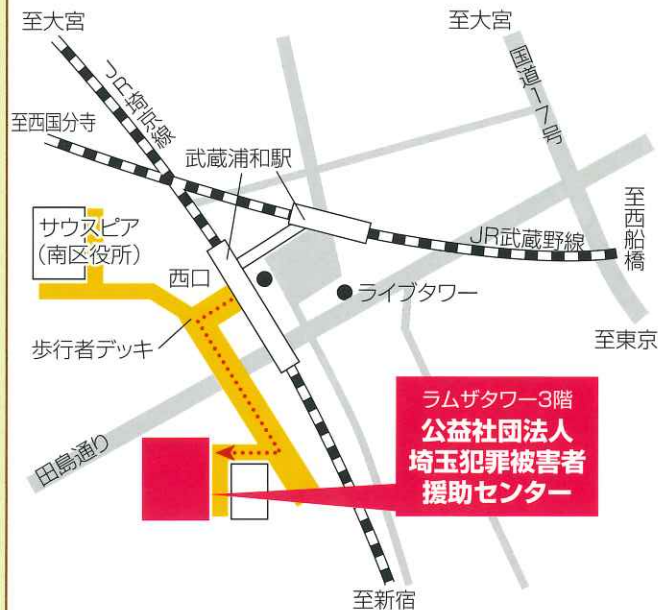 至大宮
至大宮
JR埼京線
国道17号
至西国分寺
武蔵浦和駅
サウスピア
(南区役所)
JR武蔵野線
至西船橋
西口
ライブタワー
歩行者デッキ
至東京
ラムザタワー3階
公益社団法人
埼玉犯罪被害者
援助センター
田島通り
至新宿